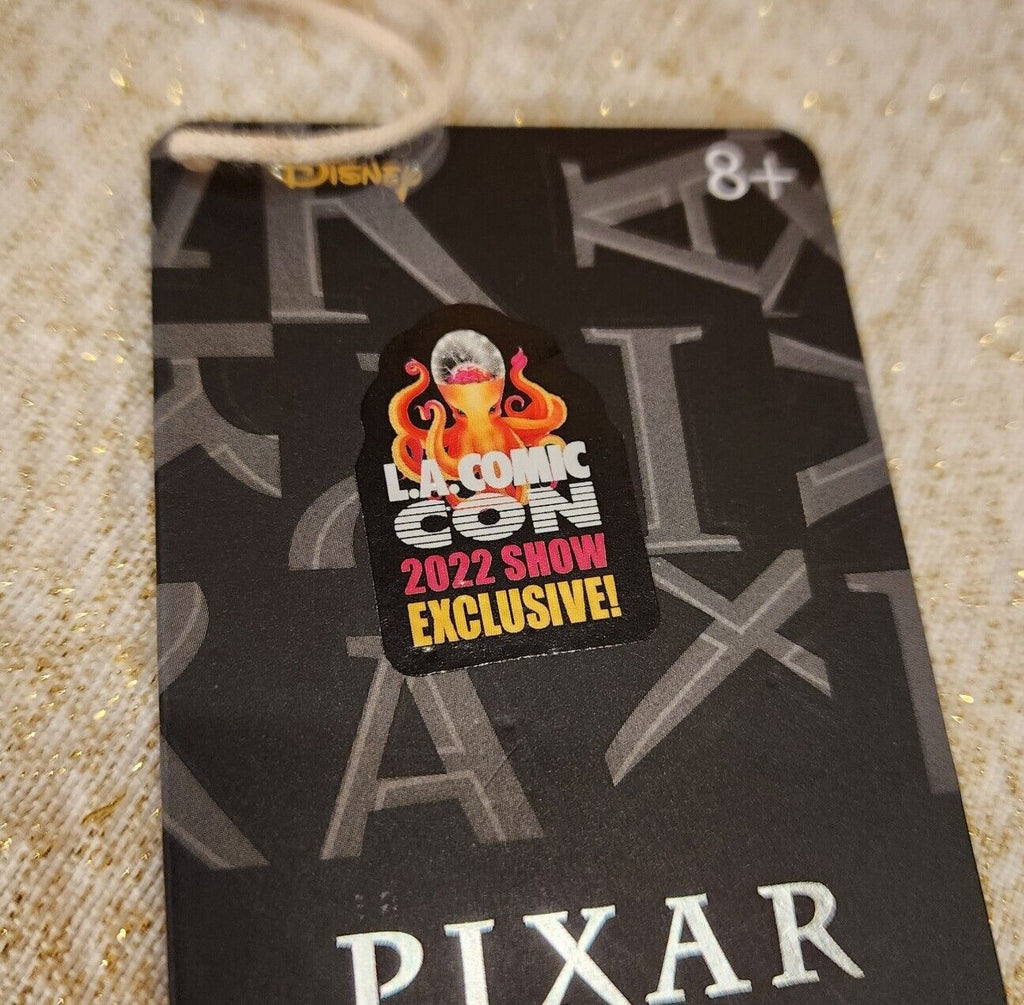 Disney
8+
L.A. COMIC
CON
2022 SHOW
EXCLUSIVE!
PIXAR